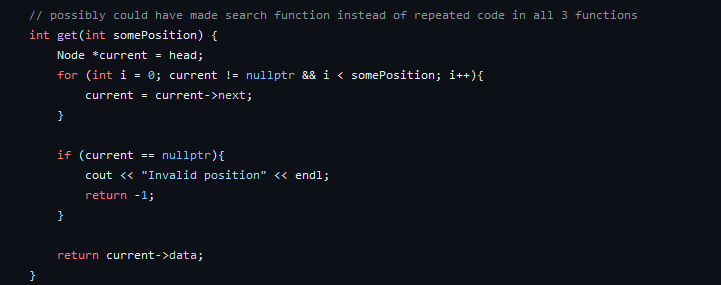 // possibly could have made search function instead of repeated code in all 3 functions
int get(int somePosition) {
    Node *current = head;
    for (int i = 0; current != nullptr && i < somePosition; i++){
        current = current->next;
    }

    if (current == nullptr){
        cout << "Invalid position" << endl;
        return -1;
    }

    return current->data;
}